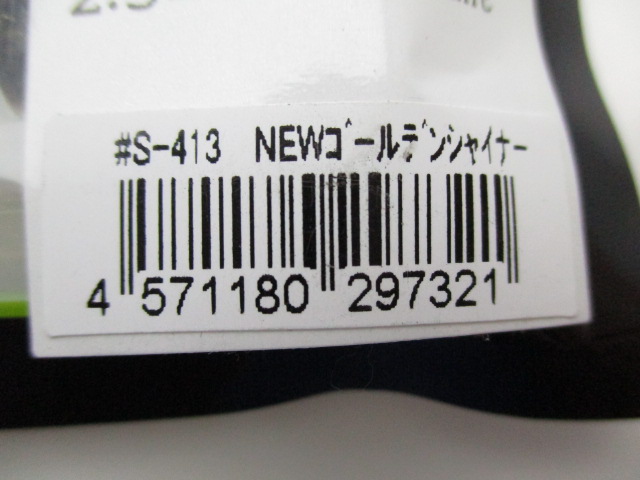 #S-413 NEWｺﾞｰﾙﾃﾞﾝｼｬｲﾅｰ
4 571180 297321